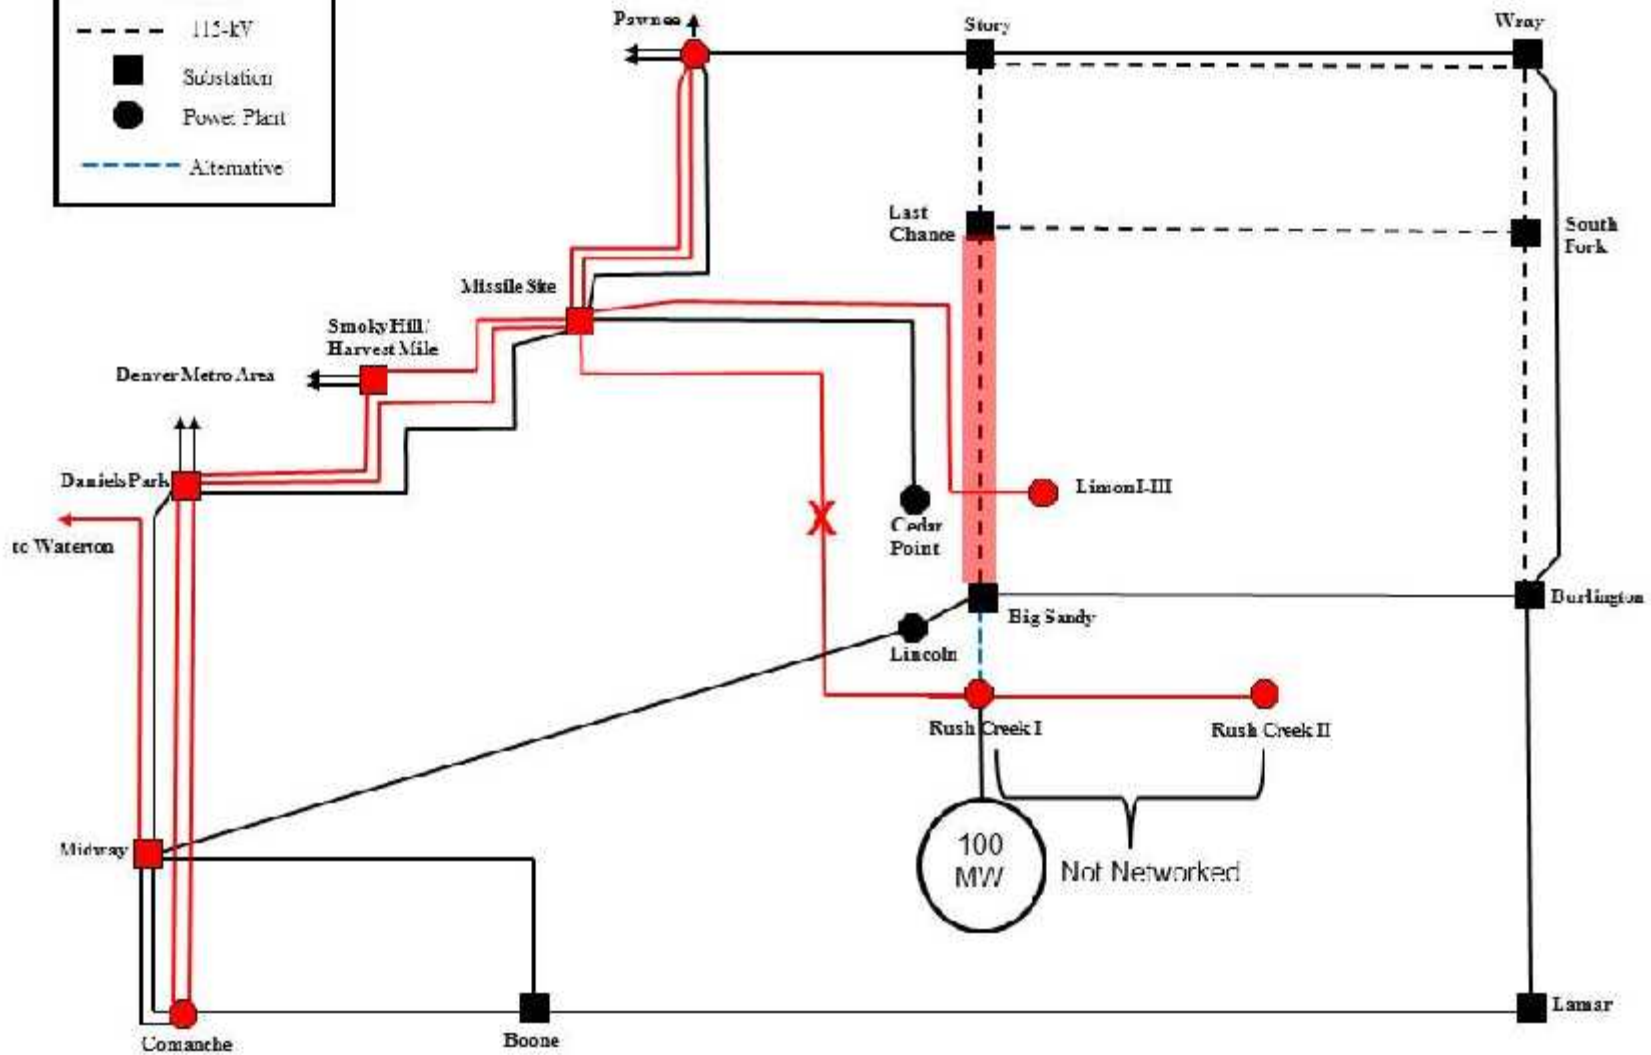 115-kV
Substation
Power Plant
Alternative
Pawnee
Story
Wray
Last
Chance
South
Fork
Missile Site
Smoky Hill/
Harvest Mile
Denver Metro Area
Daniels Park
to Waterton
Limon I-III
X
Cedar
Point
Big Sandy
Burlington
Lincoln
Rush Creek I
Rush Creek II
Midway
100
MW
Not Networked
Lamar
Boone
Comanche